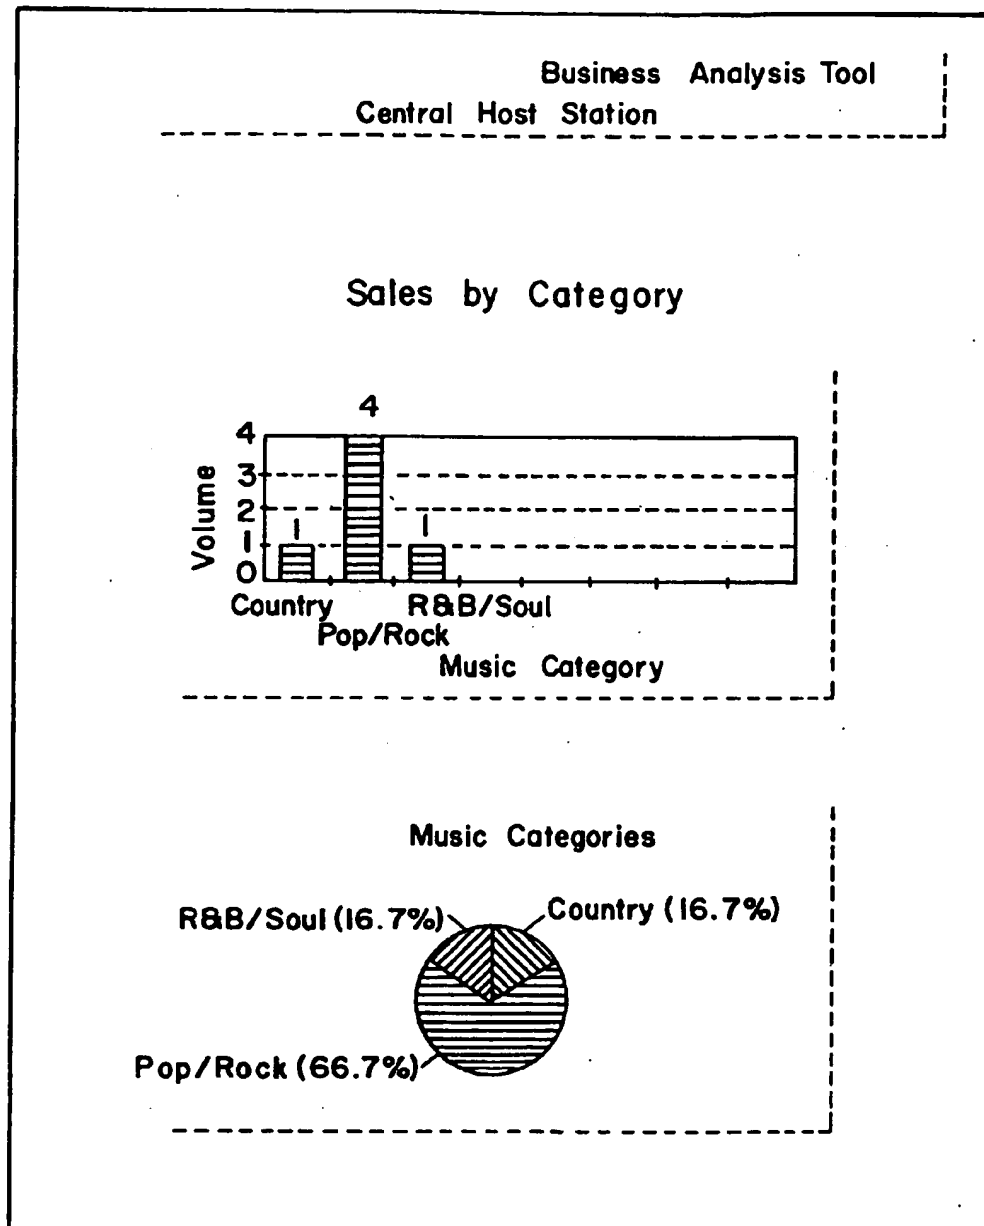 Business Analysis Tool
Central Host Station
Sales by Category
4
4
3
2
1
0
1
1
Volume
Country
R&B/Soul
Pop/Rock
Music Category
Music Categories
R&B/Soul (16.7%)
Country (16.7%)
Pop/Rock (66.7%)